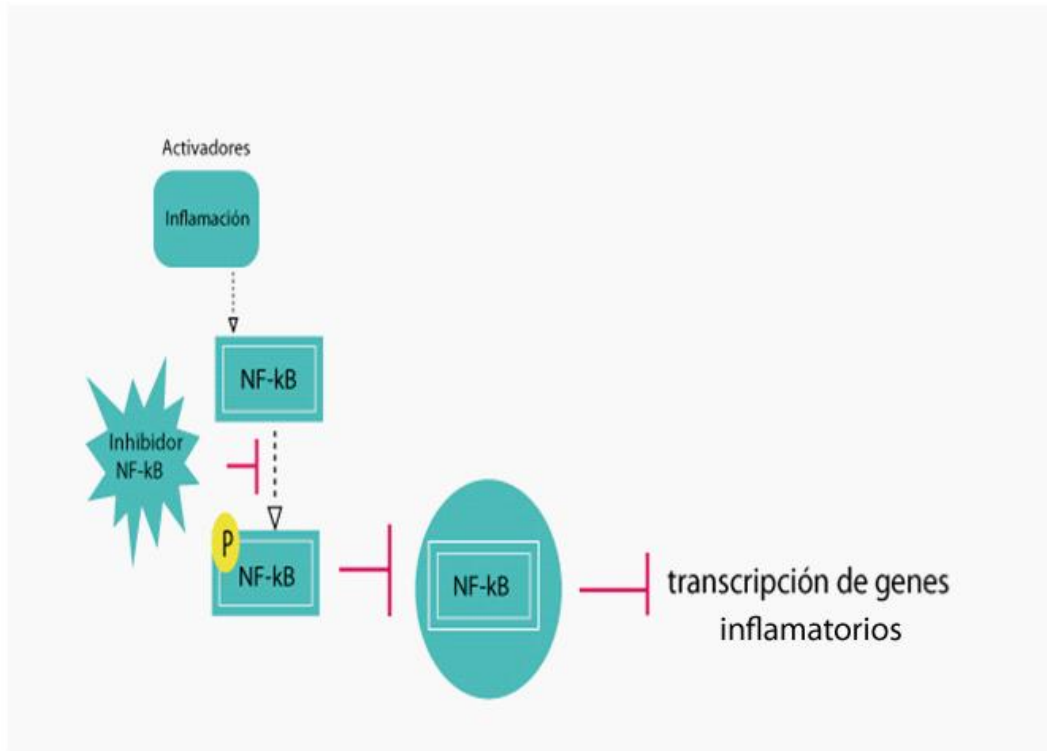 Activadores
Inflamación
NF-kB
Inhibidor
NF-kB
P
NF-kB
NF-kB
transcripción de genes
inflamatorios